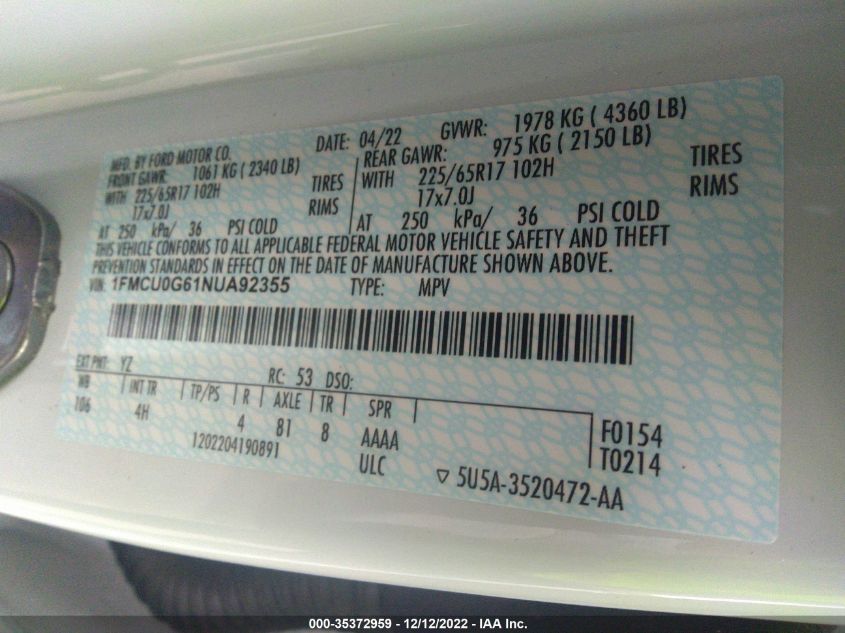 MFD. BY FORD MOTOR CO. DATE: 04/22 GVWR: 1978 KG ( 4360 LB)
FRONT GAWR: 1061 KG ( 2340 LB) REAR GAWR: 975 KG ( 2150 LB)
WITH 225/65R17 102H TIRES WITH 225/65R17 102H TIRES
17x7.0J RIMS 17x7.0J RIMS
AT 250 kPa/ 36 PSI COLD AT 250 kPa/ 36 PSI COLD
THIS VEHICLE CONFORMS TO ALL APPLICABLE FEDERAL MOTOR VEHICLE SAFETY AND THEFT
PREVENTION STANDARDS IN EFFECT ON THE DATE OF MANUFACTURE SHOWN ABOVE.
VIN: 1FMCU0G61NUA92355 TYPE: MPV
EXT PNT: YZ RC: 53 DSO:
WB INT TR TP/PS R AXLE TR SPR
106 4H 4 81 8 AAAA F0154
1202204190891 ULC T0214
▽ 5U5A-3520472-AA
000-35372959 - 12/12/2022 - IAA Inc.